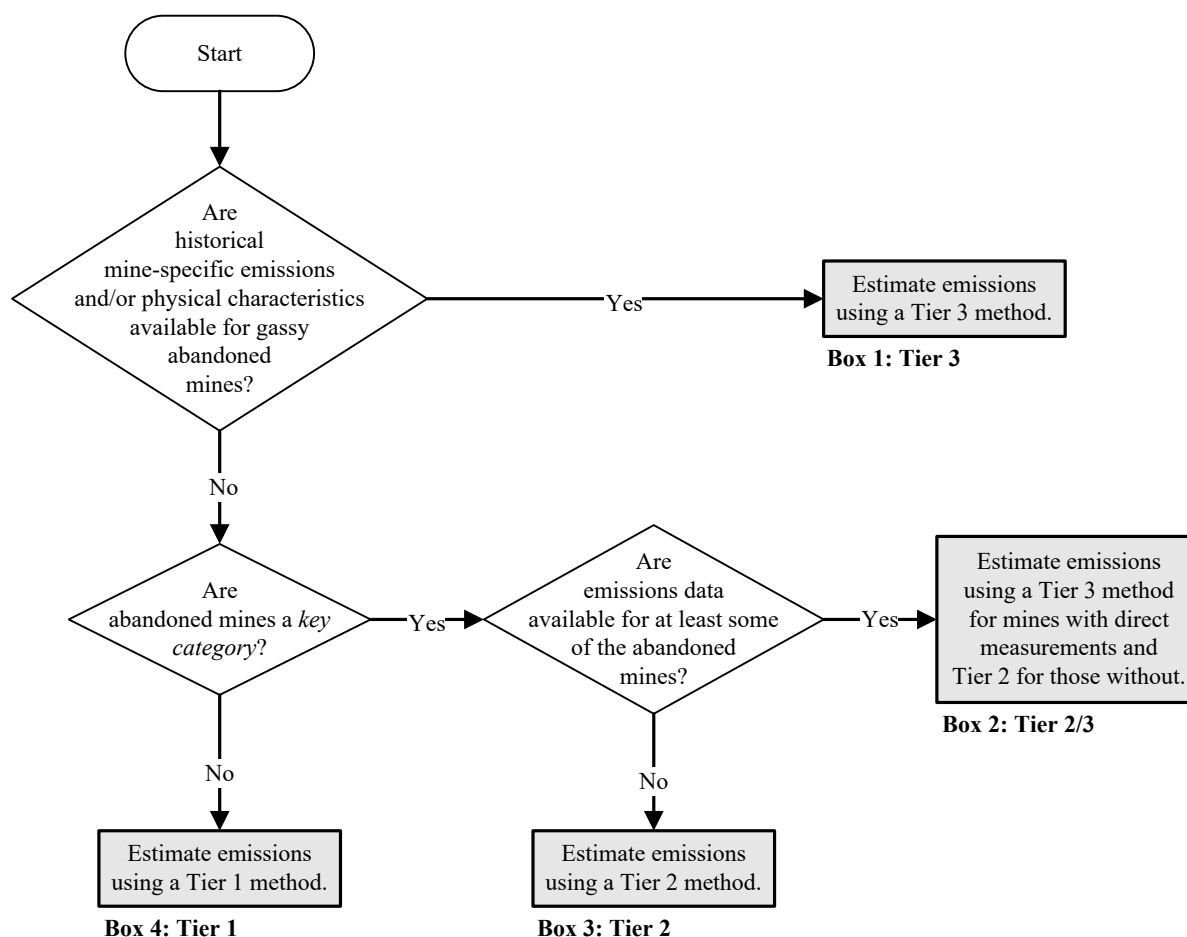 Start
Are
historical
mine-specific emissions
and/or physical characteristics
available for gassy
abandoned
mines?
Yes
Estimate emissions
using a Tier 3 method.
Box 1: Tier 3
No
Are
abandoned mines a key
category?
Yes
Are
emissions data
available for at least some
of the abandoned
mines?
Yes
Estimate emissions
using a Tier 3 method
for mines with direct
measurements and
Tier 2 for those without.
Box 2: Tier 2/3
No
No
Estimate emissions
using a Tier 1 method.
Box 4: Tier 1
Estimate emissions
using a Tier 2 method.
Box 3: Tier 2